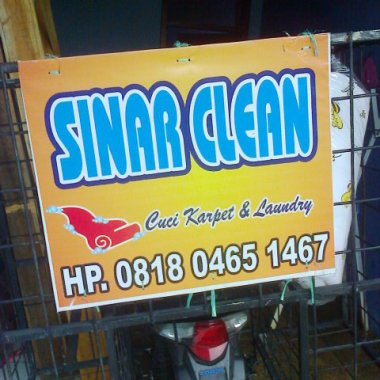 SINAR CLEAN
Cuci Karpet & Laundry
HP. 0818 0465 1467